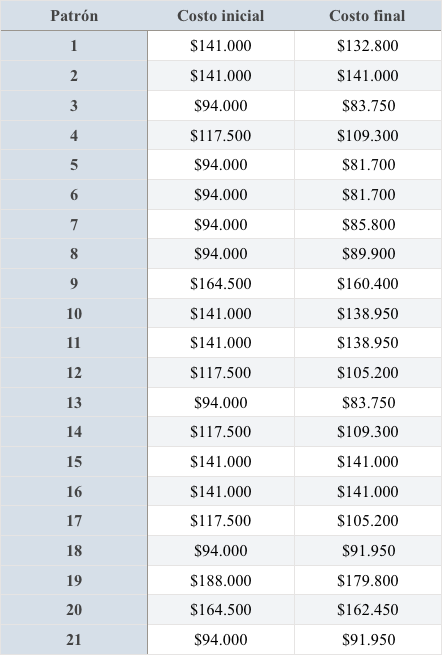 Patrón Costo inicial Costo final
1 $141.000 $132.800
2 $141.000 $141.000
3 $94.000 $83.750
4 $117.500 $109.300
5 $94.000 $81.700
6 $94.000 $81.700
7 $94.000 $85.800
8 $94.000 $89.900
9 $164.500 $160.400
10 $141.000 $138.950
11 $141.000 $138.950
12 $117.500 $105.200
13 $94.000 $83.750
14 $117.500 $109.300
15 $141.000 $141.000
16 $141.000 $141.000
17 $117.500 $105.200
18 $94.000 $91.950
19 $188.000 $179.800
20 $164.500 $162.450
21 $94.000 $91.950